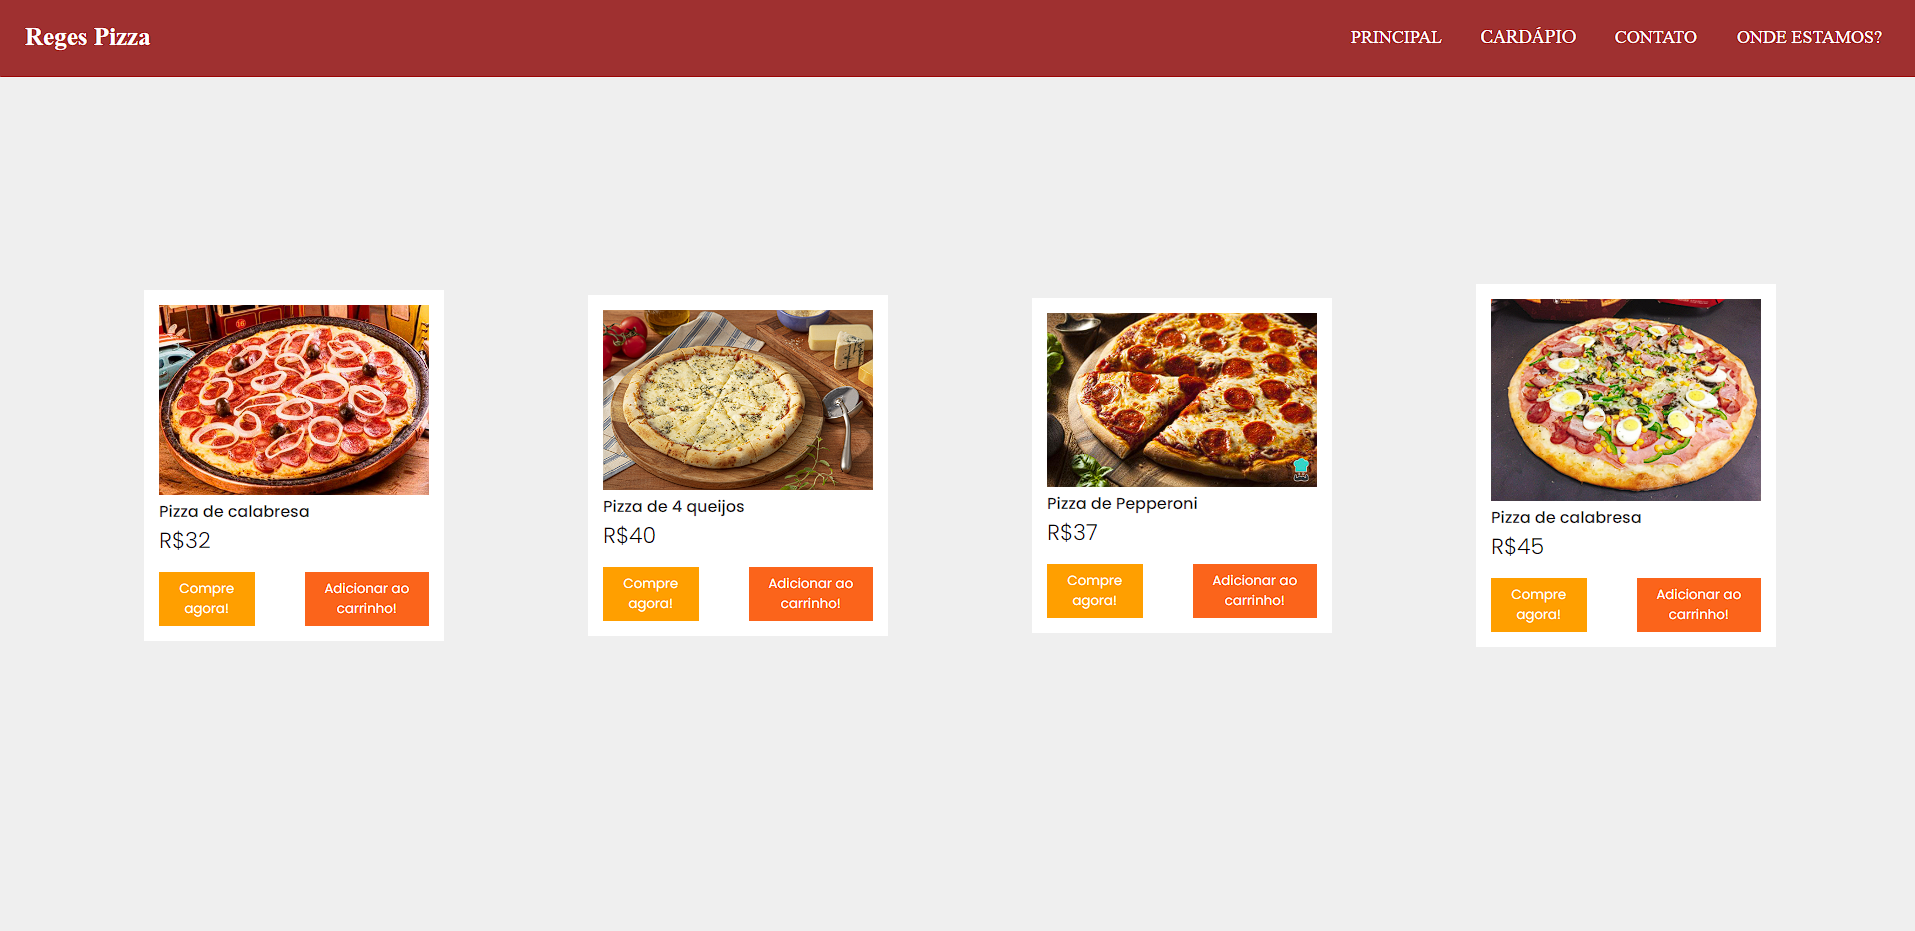 Reges Pizza
PRINCIPAL
CARDÁPIO
CONTATO
ONDE ESTAMOS?
Pizza de calabresa
R$32
Compre
agora!
Adicionar ao
carrinho!
Pizza de 4 queijos
R$40
Compre
agora!
Adicionar ao
carrinho!
Pizza de Pepperoni
R$37
Compre
agora!
Adicionar ao
carrinho!
Pizza de calabresa
R$45
Compre
agora!
Adicionar ao
carrinho!